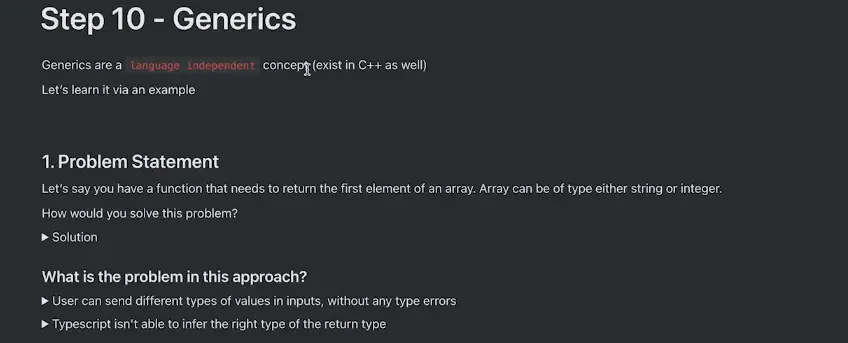 Step 10 - Generics
Generics are a language independent concept (exist in C++ as well)
Let's learn it via an example
1. Problem Statement
Let's say you have a function that needs to return the first element of an array. Array can be of type either string or integer.
How would you solve this problem?
Solution
What is the problem in this approach?
User can send different types of values in inputs, without any type errors
Typescript isn't able to infer the right type of the return type